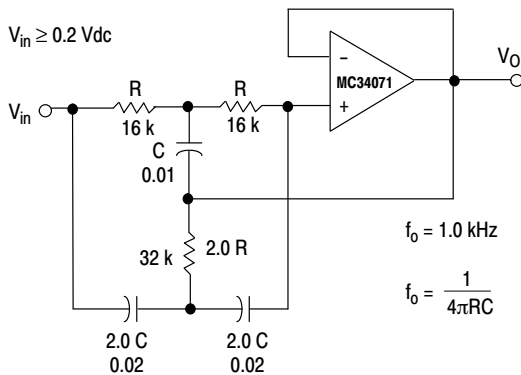 V_in ≥ 0.2 Vdc
V_in
R
16 k
R
16 k
−
+
MC34071
V_O
C
0.01
32 k
2.0 R
2.0 C
0.02
2.0 C
0.02
f_o = 1.0 kHz
f_o = 1 / 4πRC